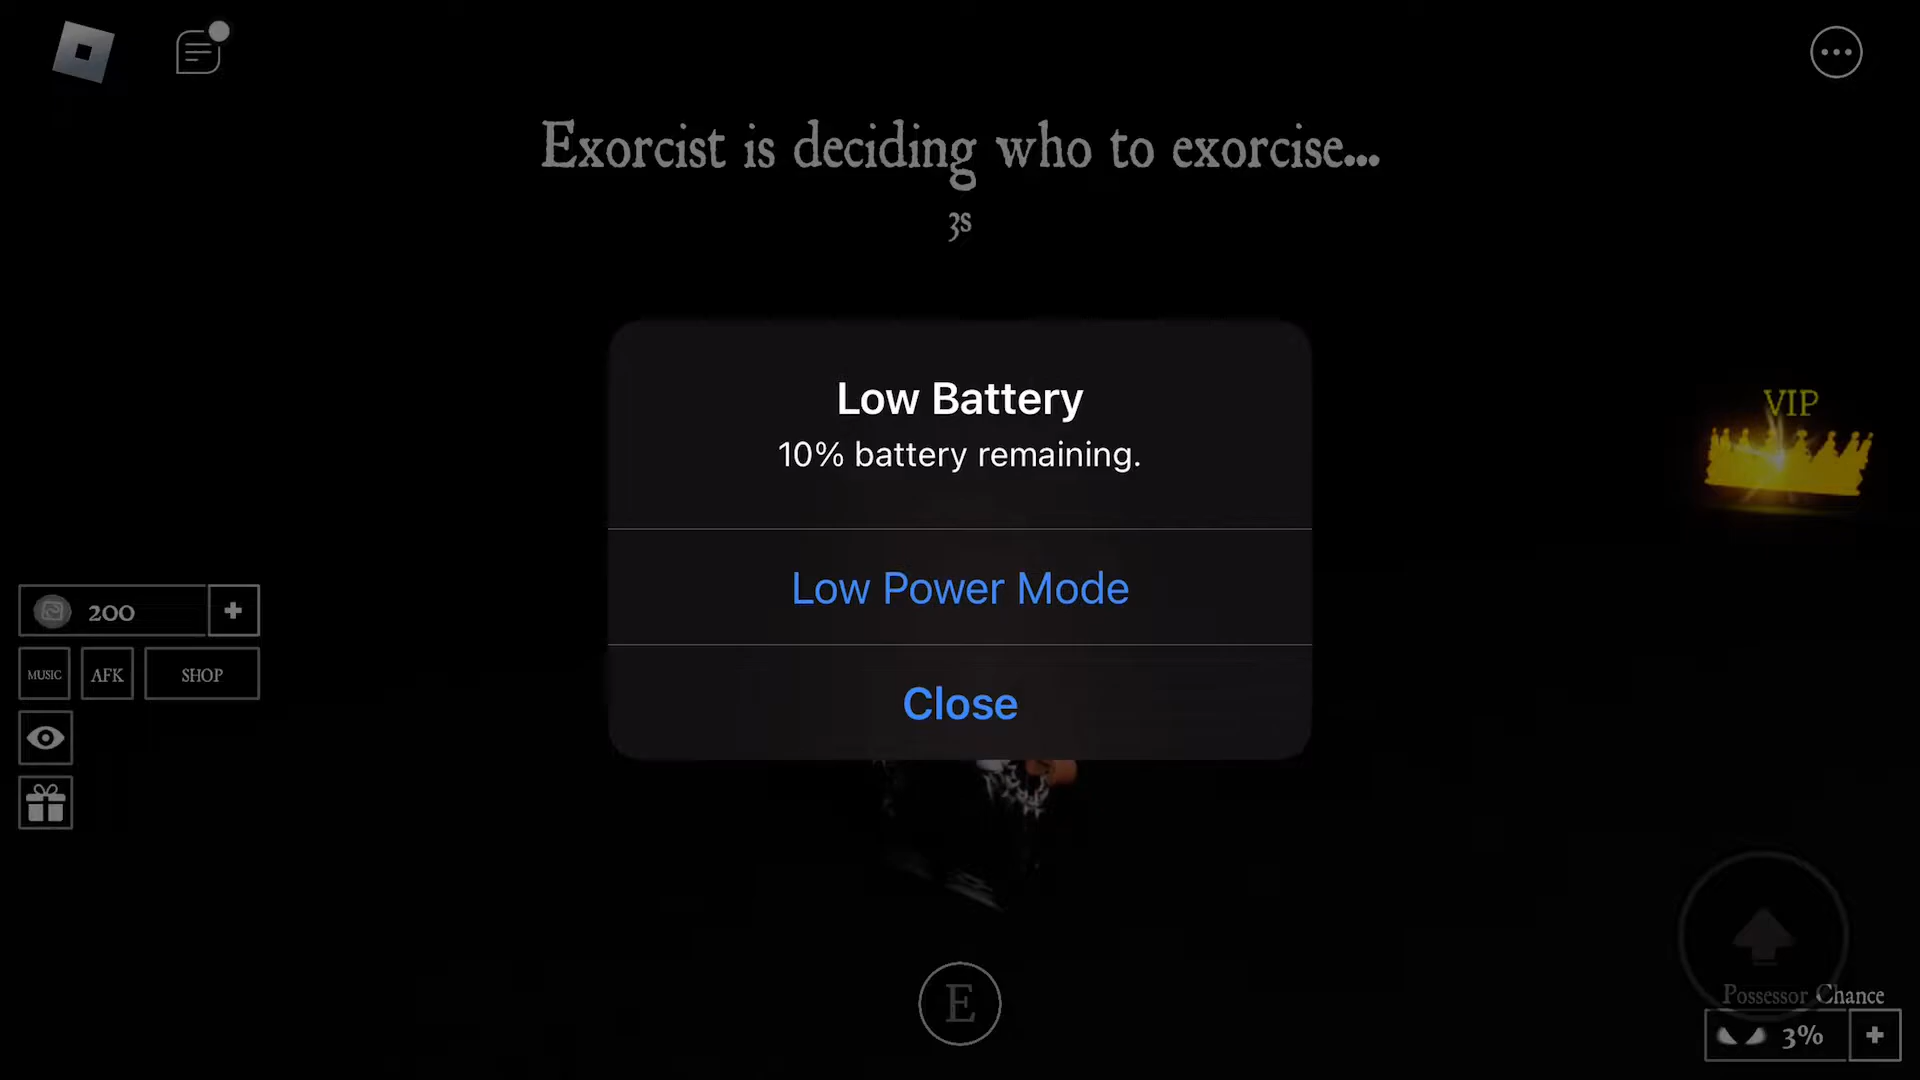 Exorcist is deciding who to exorcise...
3s
Low Battery
10% battery remaining.
Low Power Mode
Close
VIP
200
+
MUSIC
AFK
SHOP
E
Possessor Chance
3%
+